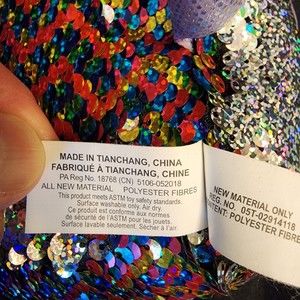 MADE IN TIANCHANG, CHINA
FABRIQUÉ À TIANCHANG, CHINE
PA Reg No. 18768 (CN) 5106-052018
ALL NEW MATERIAL POLYESTER FIBRES
This product meets ASTM toy safety standards.
Surface washable only. Air dry.
Ce produit est conforme aux normes
de sécurité de l'ASTM pour les jouets.
Surface lavable seulement. Sécher à l'air.
NEW MATERIAL ONLY
REG. NO 05T-02914118
CONTENT: POLYESTER FIBRES